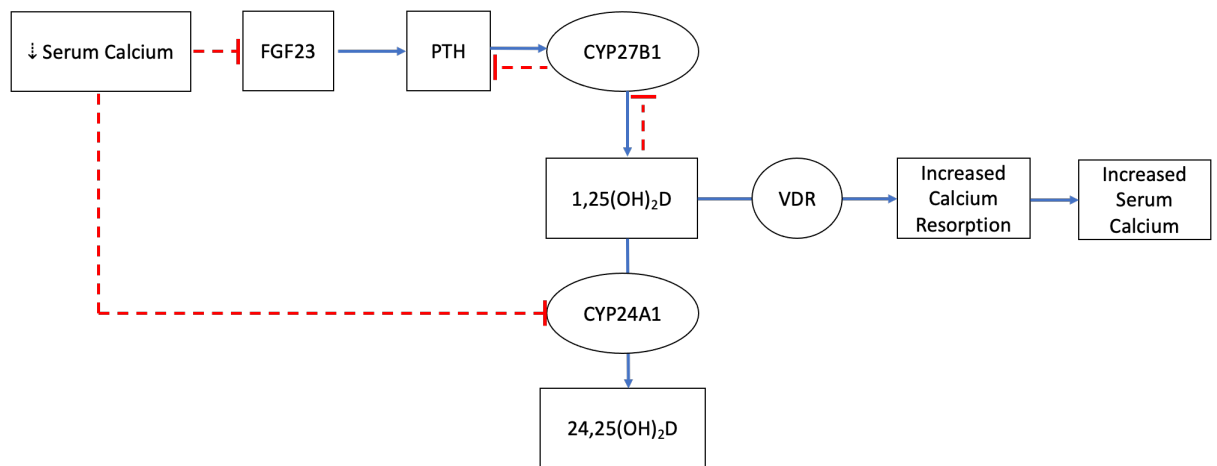 ⇣ Serum Calcium
FGF23
PTH
CYP27B1
1,25(OH)₂D
VDR
Increased
Calcium
Resorption
Increased
Serum
Calcium
CYP24A1
24,25(OH)₂D